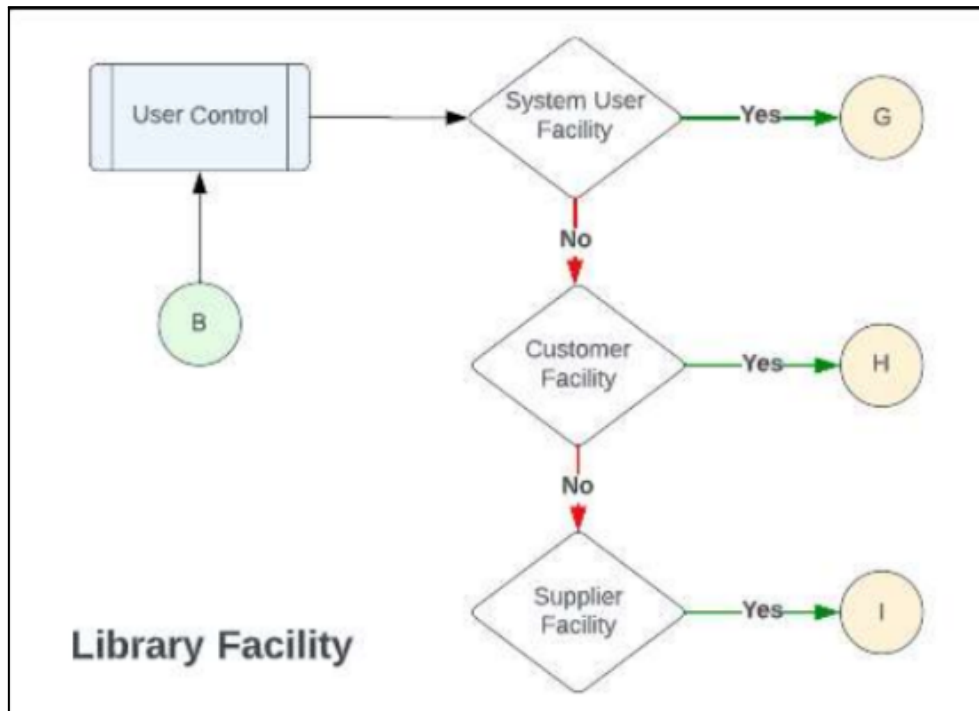 User Control
System User
Facility
Yes
G
No
B
Customer
Facility
Yes
H
No
Supplier
Facility
Yes
I
Library Facility